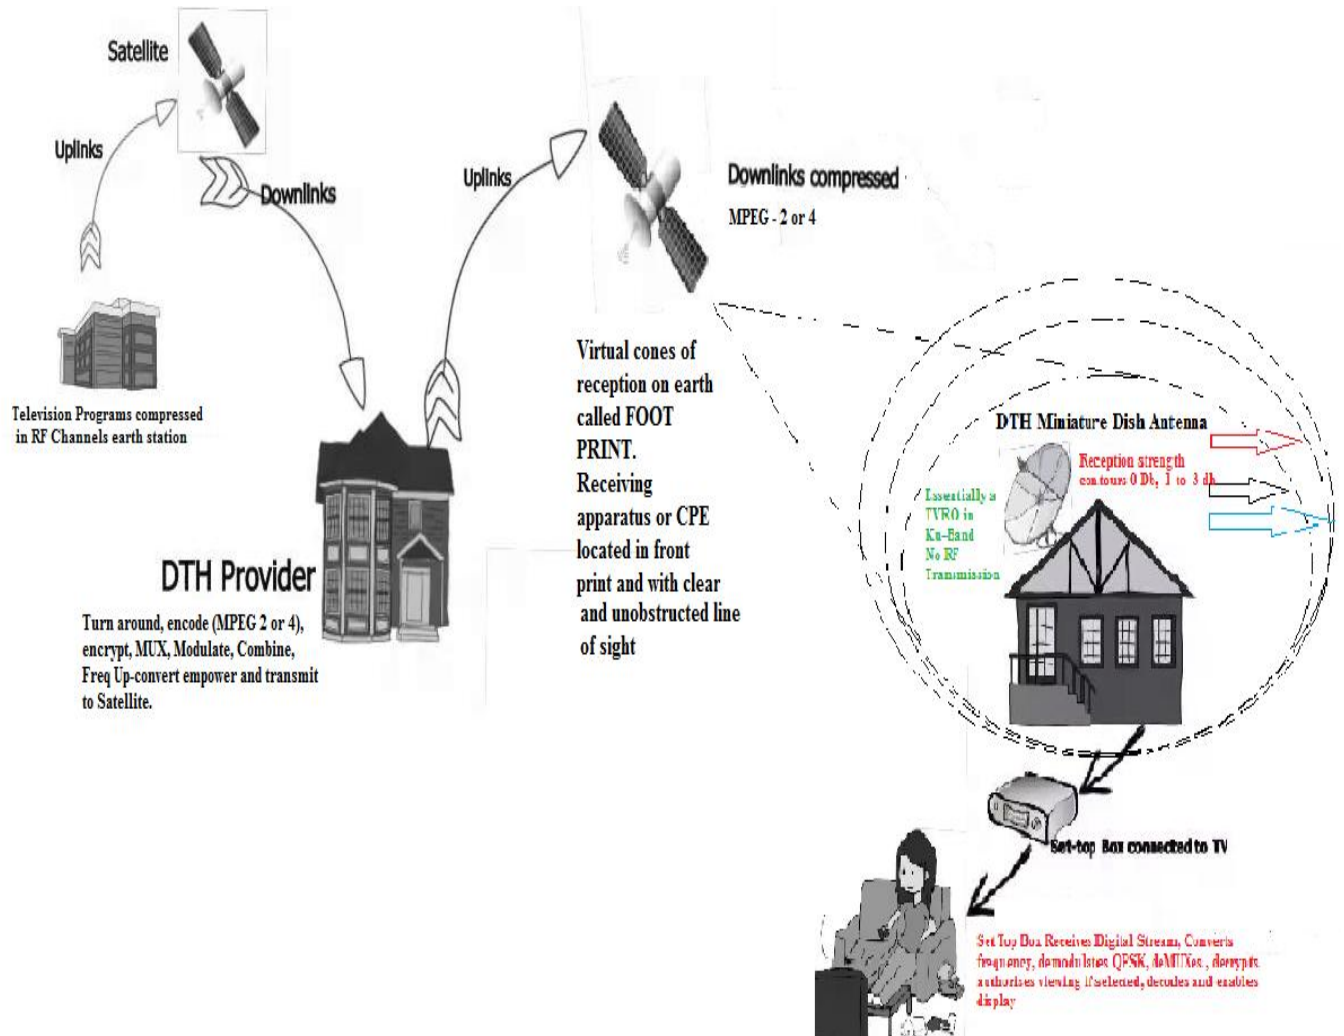 Satellite
Uplinks
Downlinks
Television Programs compressed
in RF Channels earth station
DTH Provider
Turn around, encode (MPEG 2 or 4),
encrypt, MUX, Modulate, Combine,
Freq Up-convert empower and transmit
to Satellite.
Uplinks
Downlinks compressed
MPEG - 2 or 4
Virtual cones of
reception on earth
called FOOT
PRINT.
Receiving
apparatus or CPE
located in front
print and with clear
and unobstructed line
of sight
DTH Miniature Dish Antenna
Reception strength
contours 0 Db, 1 to 3 db
Essentially a
TVRO in
Ku-Band
No RF
Transmission
Set-top Box connected to TV
Set Top Box Receives Digital Stream, Converts
frequency, demodulates QPSK, deMUXes, decrypts
authorises viewing if selected, decodes and enables
display